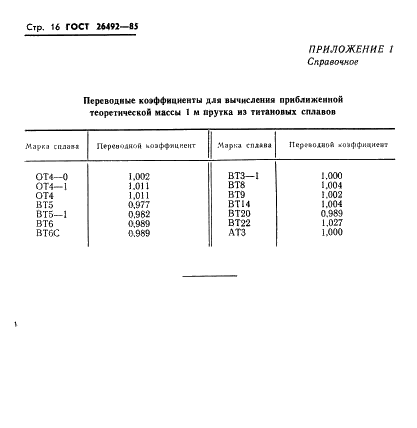 Стр. 16 ГОСТ 26492—85
ПРИЛОЖЕНИЕ 1
Справочное
Переводные коэффициенты для вычисления приближенной
теоретической массы 1 м прутка из титановых сплавов
Марка сплава Переводной коэффициент Марка сплава Переводной коэффициент
ОТ4—0 1,002 ВТ3—1 1,000
ОТ4—1 1,011 ВТ8 1,004
ОТ4 1,011 ВТ9 1,002
ВТ5 0,977 ВТ14 1,004
ВТ5—1 0,982 ВТ20 0,989
ВТ6 0,989 ВТ22 1,027
ВТ6С 0,989 АТ3 1,000